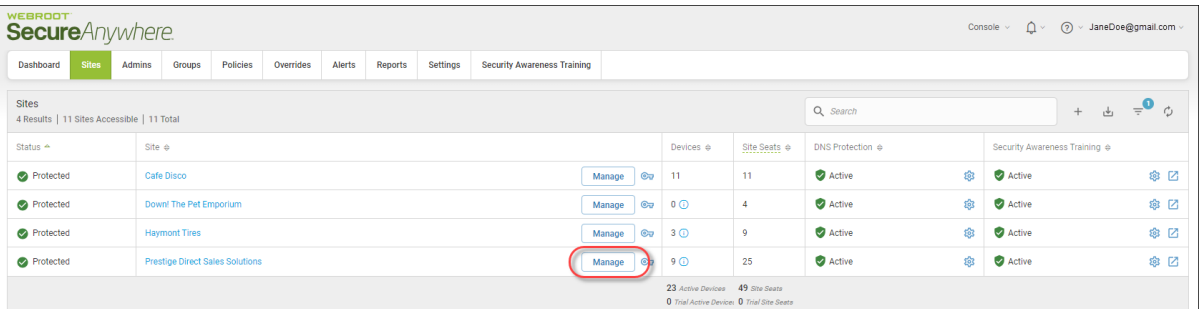 WEBROOT
SecureAnywhere.
Console JaneDoe@gmail.com
Dashboard Sites Admins Groups Policies Overrides Alerts Reports Settings Security Awareness Training
Sites
4 Results | 11 Sites Accessible | 11 Total
Search
1
Status Site Devices Site Seats DNS Protection Security Awareness Training
Protected Cafe Disco Manage 11 11 Active Active
Protected Down! The Pet Emporium Manage 0 4 Active Active
Protected Haymont Tires Manage 3 9 Active Active
Protected Prestige Direct Sales Solutions Manage 9 25 Active Active
23 Active Devices 49 Site Seats
0 Trial Active Devices 0 Trial Site Seats